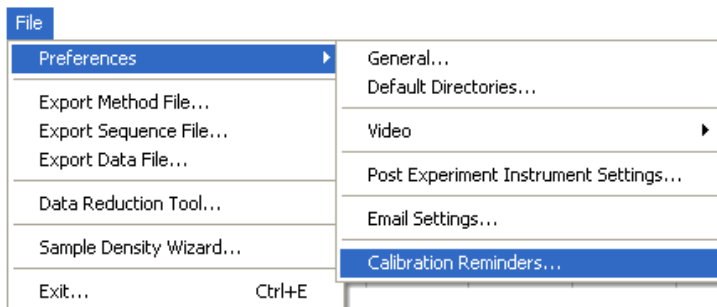 File
Preferences
Export Method File...
Export Sequence File...
Export Data File...
Data Reduction Tool...
Sample Density Wizard...
Exit... Ctrl+E
General...
Default Directories...
Video
Post Experiment Instrument Settings...
Email Settings...
Calibration Reminders...